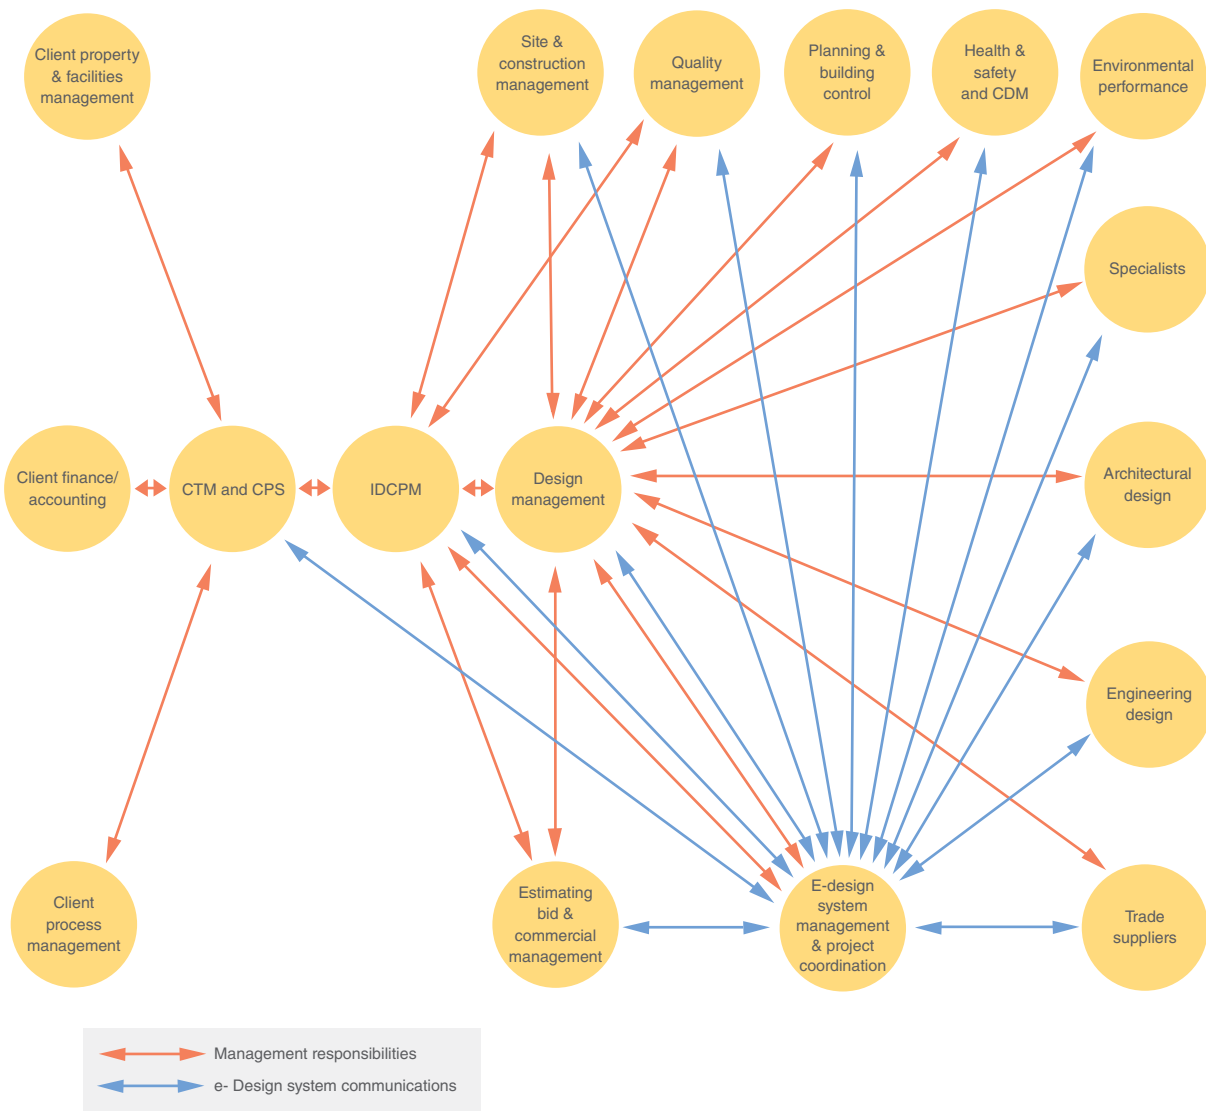 Client property
& facilities
management
Site &
construction
management
Quality
management
Planning &
building
control
Health &
safety
and CDM
Environmental
performance
Specialists
Client finance/
accounting
CTM and CPS
IDCPM
Design
management
Architectural
design
Engineering
design
Client
process
management
Estimating
bid &
commercial
management
E-design
system
management
& project
coordination
Trade
suppliers
Management responsibilities
e- Design system communications